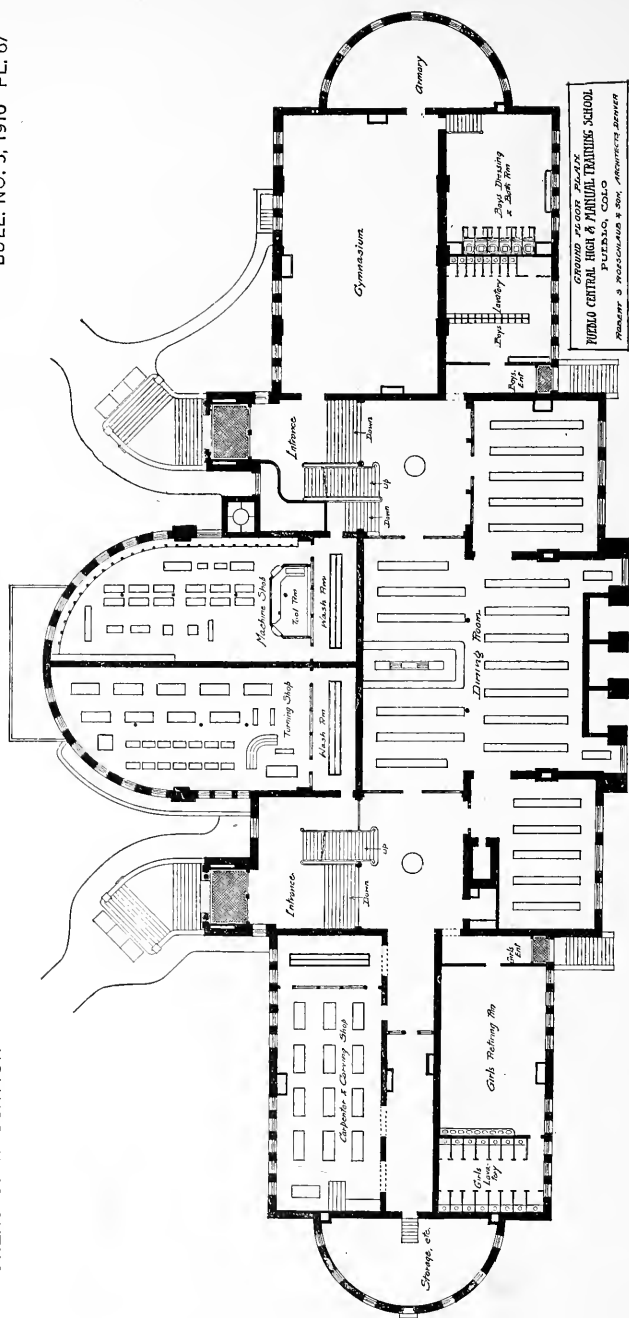 BULL. NO. 5, 1916 PL. 67
Armory
Gymnasium
Boys Dressing
& Bath Rm
Boys Lavatory
Boys Ent
Entrance
Down
Up
Down
Machine Shop
Tool Rm
Wash Rm
Turning Shop
Wash Rm
Dining Room
Entrance
Up
Down
Carpenter & Carving Shop
Girls Ent
Girls Retiring Rm
Girls Lava-
tory
Storage, etc.
GROUND FLOOR PLAN
PUEBLO CENTRAL HIGH & MANUAL TRAINING SCHOOL
PUEBLO, COLO
ROBERT S ROESCHLAUB & SON, ARCHITECTS DENVER